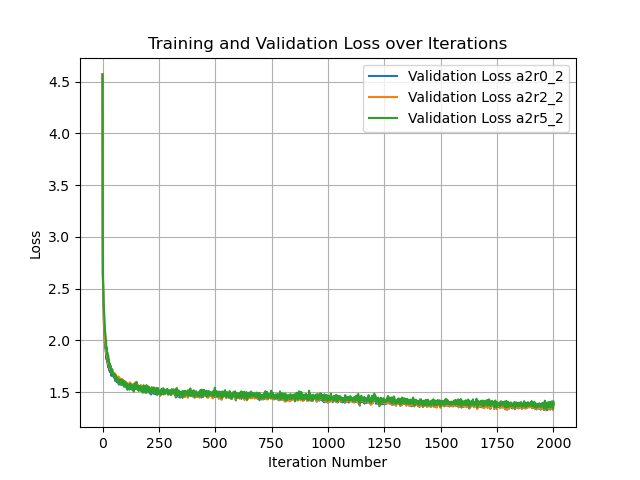 Training and Validation Loss over Iterations
Validation Loss a2r0_2
Validation Loss a2r2_2
Validation Loss a2r5_2
Loss
4.5
4.0
3.5
3.0
2.5
2.0
1.5
0 250 500 750 1000 1250 1500 1750 2000
Iteration Number